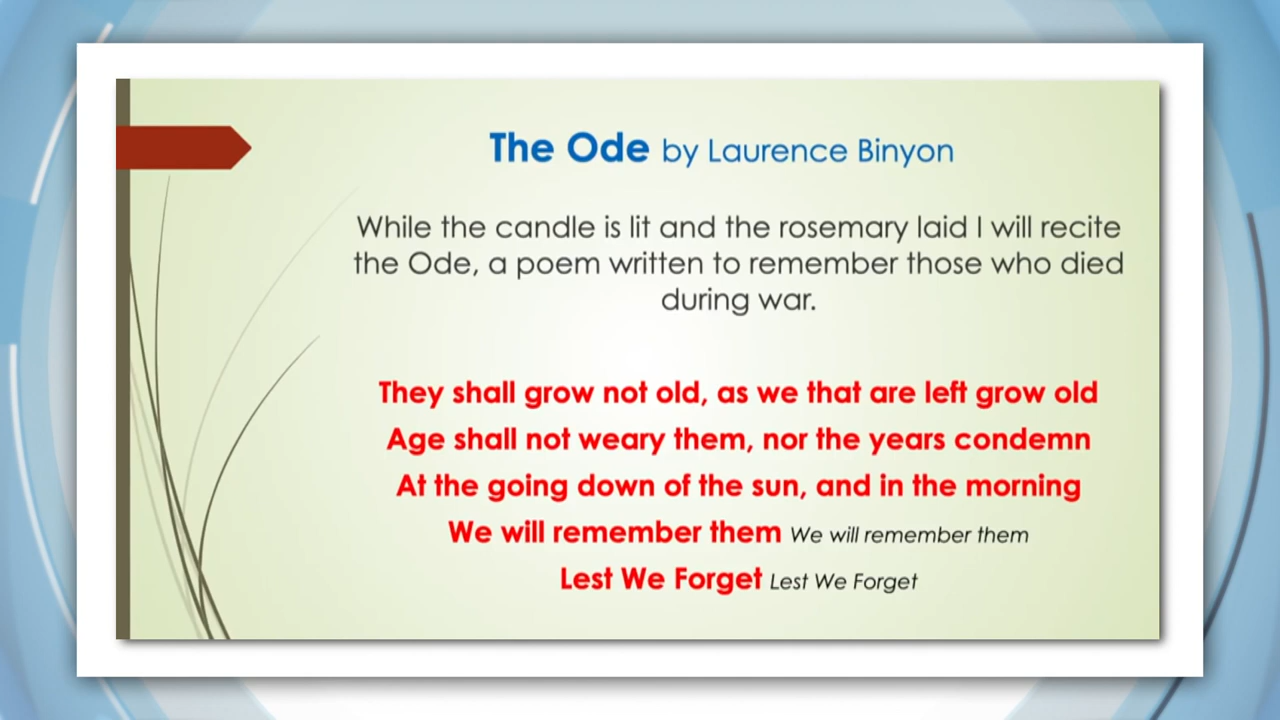 The Ode by Laurence Binyon
While the candle is lit and the rosemary laid I will recite
the Ode, a poem written to remember those who died
during war.
They shall grow not old, as we that are left grow old
Age shall not weary them, nor the years condemn
At the going down of the sun, and in the morning
We will remember them We will remember them
Lest We Forget Lest We Forget